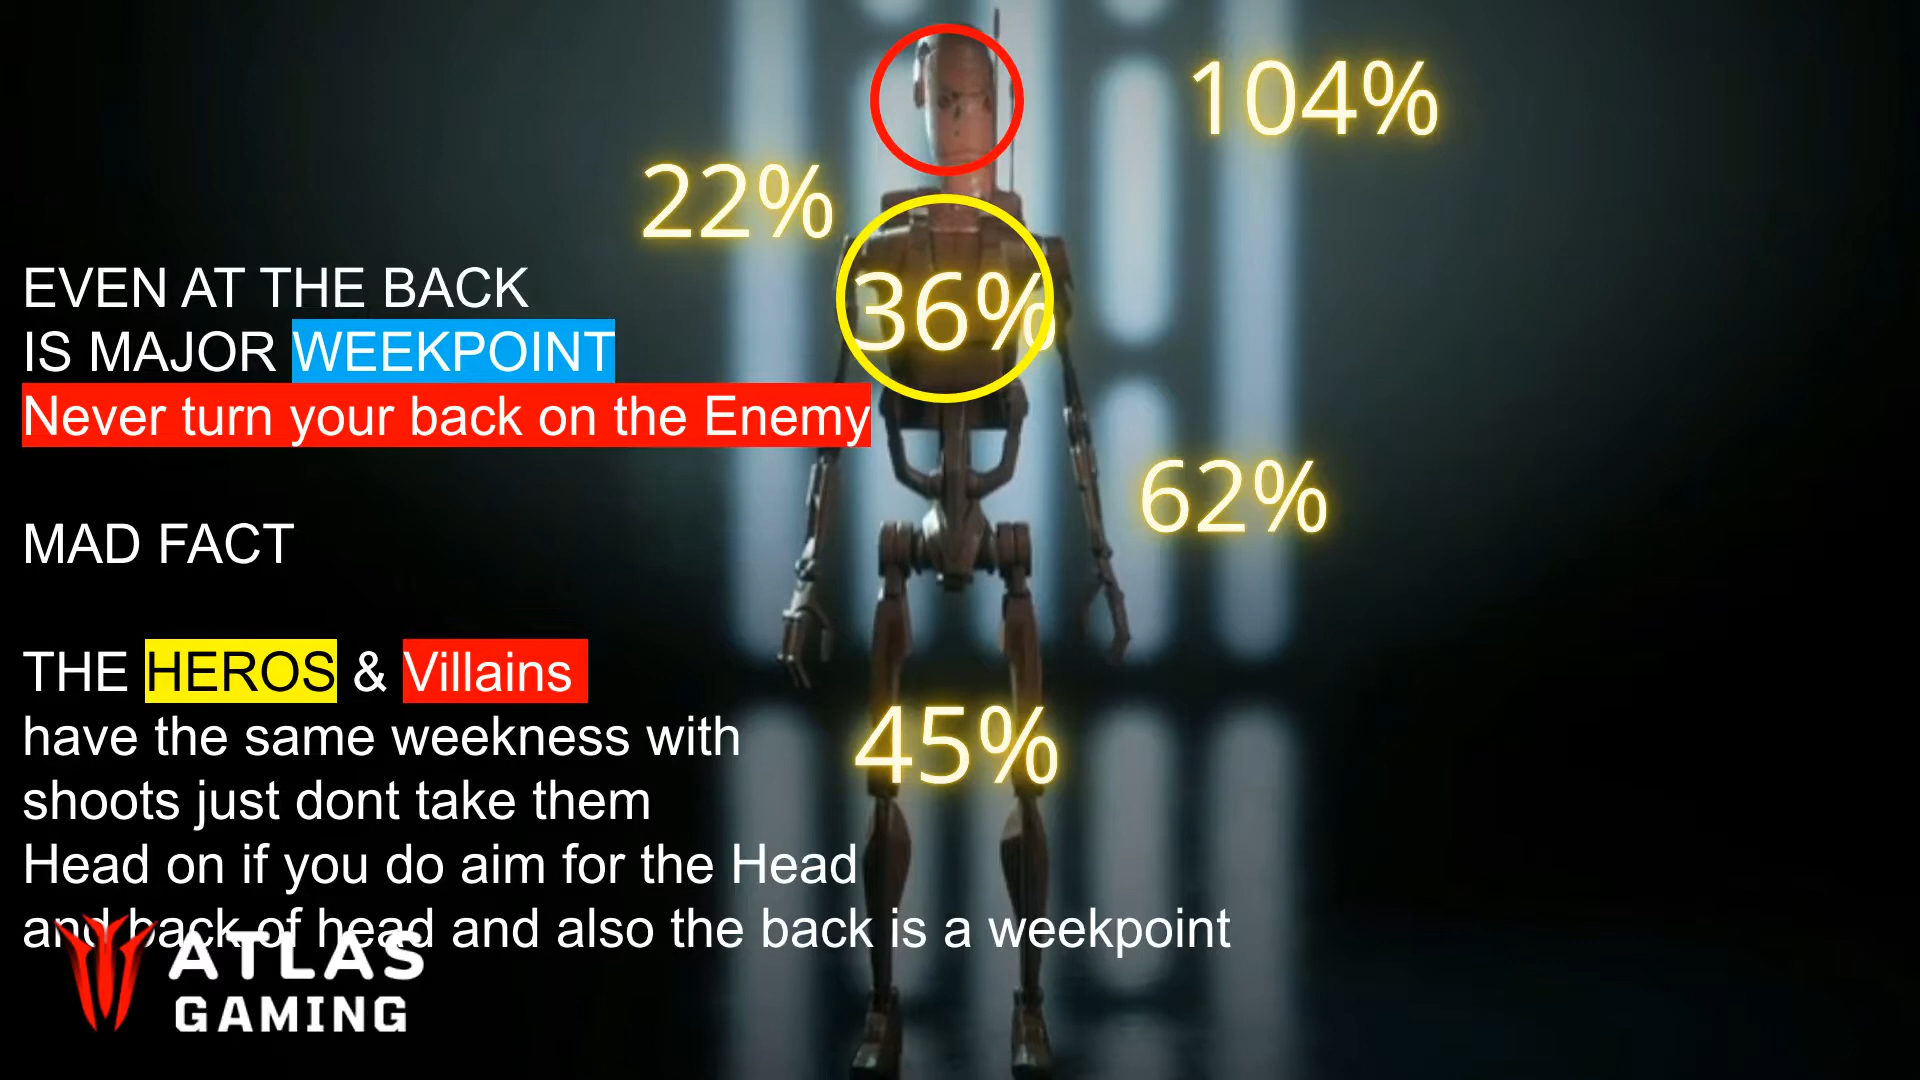 104%
22%
36%
EVEN AT THE BACK
IS MAJOR WEEKPOINT
Never turn your back on the Enemy
62%
MAD FACT
THE HEROS & Villains
have the same weekness with
shoots just dont take them
45%
Head on if you do aim for the Head
and back of head and also the back is a weekpoint
ATLAS
GAMING